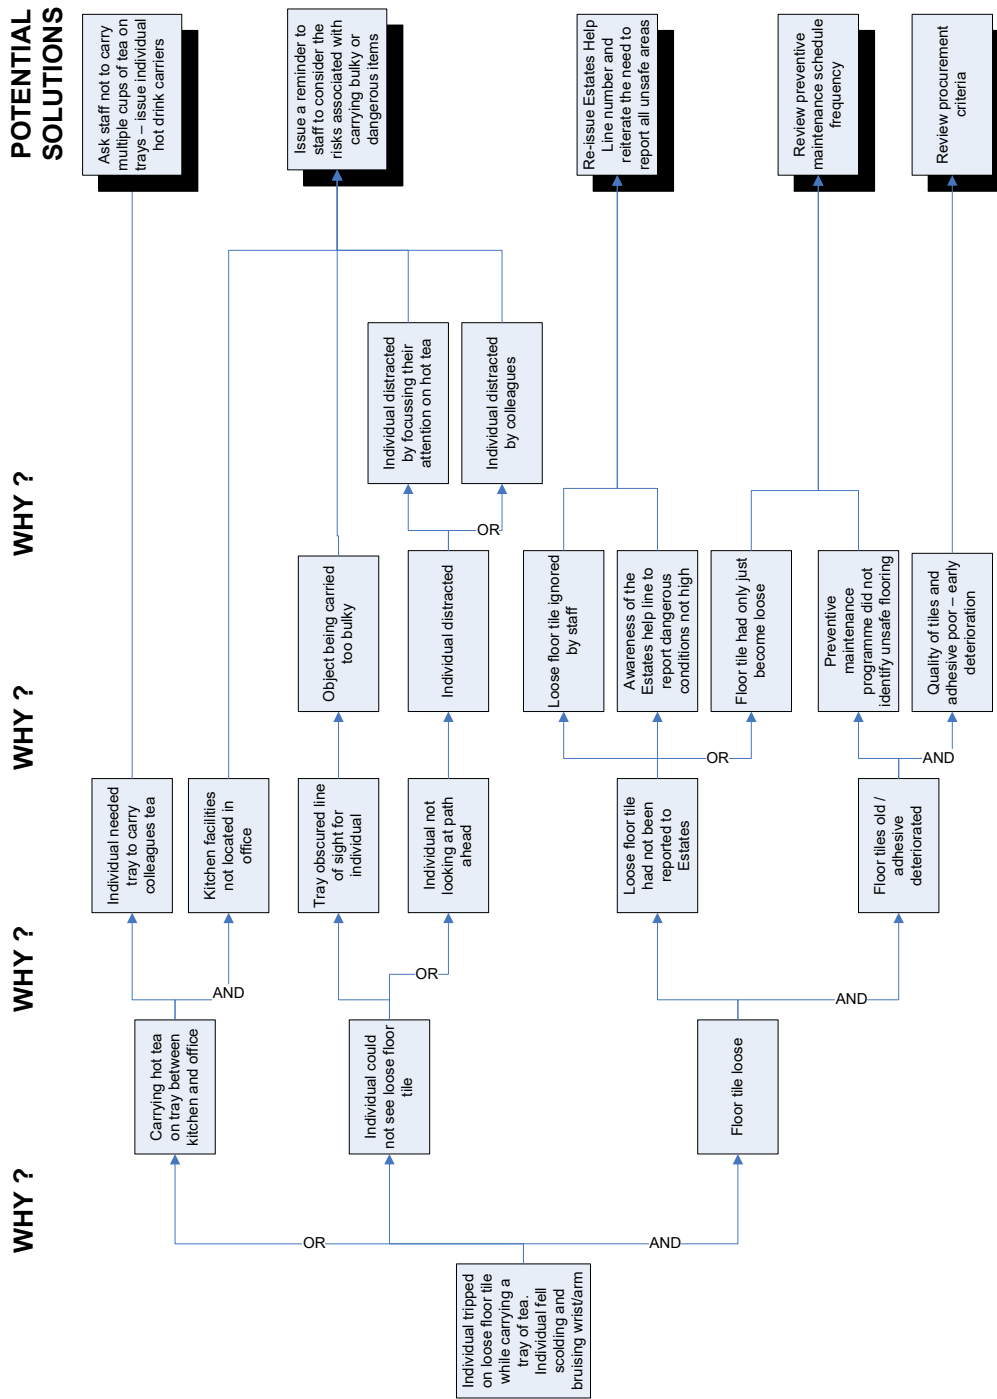 WHY ?
WHY ?
WHY ?
WHY ?
POTENTIAL
SOLUTIONS
Individual tripped
on loose floor tile
while carrying a
tray of tea.
Individual fell
scolding and
bruising wrist/arm
OR
AND
Carrying hot tea
on tray between
kitchen and office
Individual could
not see loose floor
tile
Floor tile loose
AND
OR
AND
Individual needed
tray to carry
colleagues tea
Kitchen facilities
not located in
office
Tray obscured line
of sight for
individual
Individual not
looking at path
ahead
Loose floor tile
had not been
reported to
Estates
Floor tiles old /
adhesive
deteriorated
OR
AND
Object being carried
too bulky
Individual distracted
Loose floor tile ignored
by staff
Awareness of the
Estates help line to
report dangerous
conditions not high
Floor tile had only just
become loose
Preventive
maintenance
programme did not
identify unsafe flooring
Quality of tiles and
adhesive poor – early
deterioration
OR
Individual distracted
by focussing their
attention on hot tea
Individual distracted
by colleagues
Ask staff not to carry
multiple cups of tea on
trays – issue individual
hot drink carriers
Issue a reminder to
staff to consider the
risks associated with
carrying bulky or
dangerous items
Re-issue Estates Help
Line number and
reiterate the need to
report all unsafe areas
Review preventive
maintenance schedule
frequency
Review procurement
criteria